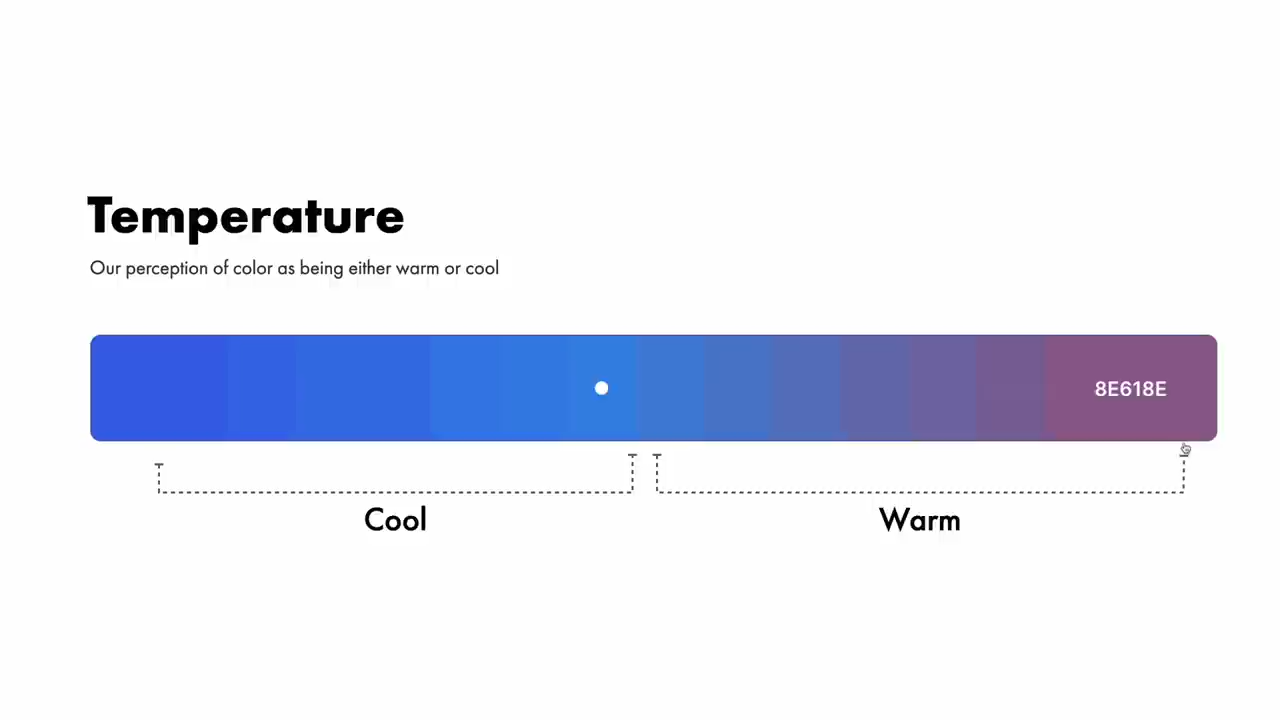 Temperature
Our perception of color as being either warm or cool
8E618E
Cool
Warm